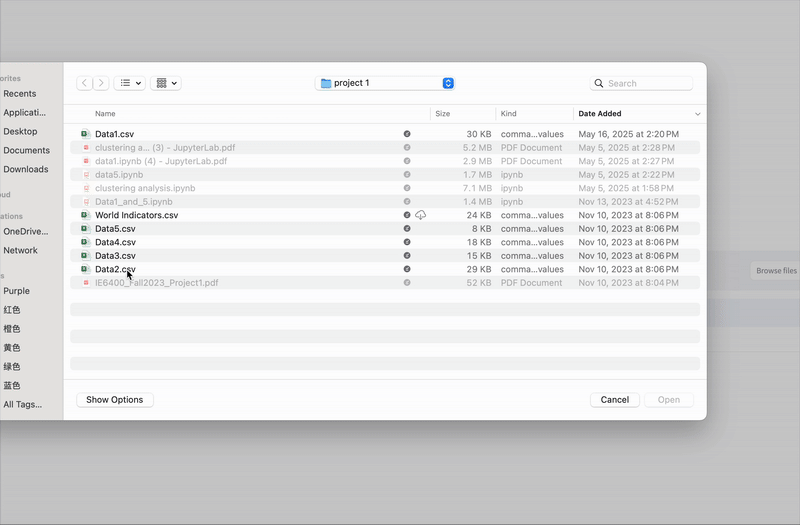 orites
Recents
Applicati...
Desktop
Documents
Downloads
oud
ations
OneDrive...
Network
s
Purple
红色
橙色
黄色
绿色
蓝色
All Tags...
project 1
Search
Name Size Kind Date Added
Data1.csv 30 KB comma...values May 16, 2025 at 2:20 PM
clustering a... (3) - JupyterLab.pdf 5.2 MB PDF Document May 5, 2025 at 2:28 PM
data1.ipynb (4) - JupyterLab.pdf 2.9 MB PDF Document May 5, 2025 at 2:27 PM
data5.ipynb 1.7 MB ipynb May 5, 2025 at 2:22 PM
clustering analysis.ipynb 7.1 MB ipynb May 5, 2025 at 1:58 PM
Data1_and_5.ipynb 1.4 MB ipynb Nov 13, 2023 at 4:52 PM
World Indicators.csv 24 KB comma...values Nov 10, 2023 at 8:06 PM
Data5.csv 8 KB comma...values Nov 10, 2023 at 8:06 PM
Data4.csv 18 KB comma...values Nov 10, 2023 at 8:06 PM
Data3.csv 15 KB comma...values Nov 10, 2023 at 8:06 PM
Data2.csv 29 KB comma...values Nov 10, 2023 at 8:06 PM
IE6400_Fall2023_Project1.pdf 52 KB PDF Document Nov 10, 2023 at 8:04 PM
Show Options
Cancel
Open
Browse files